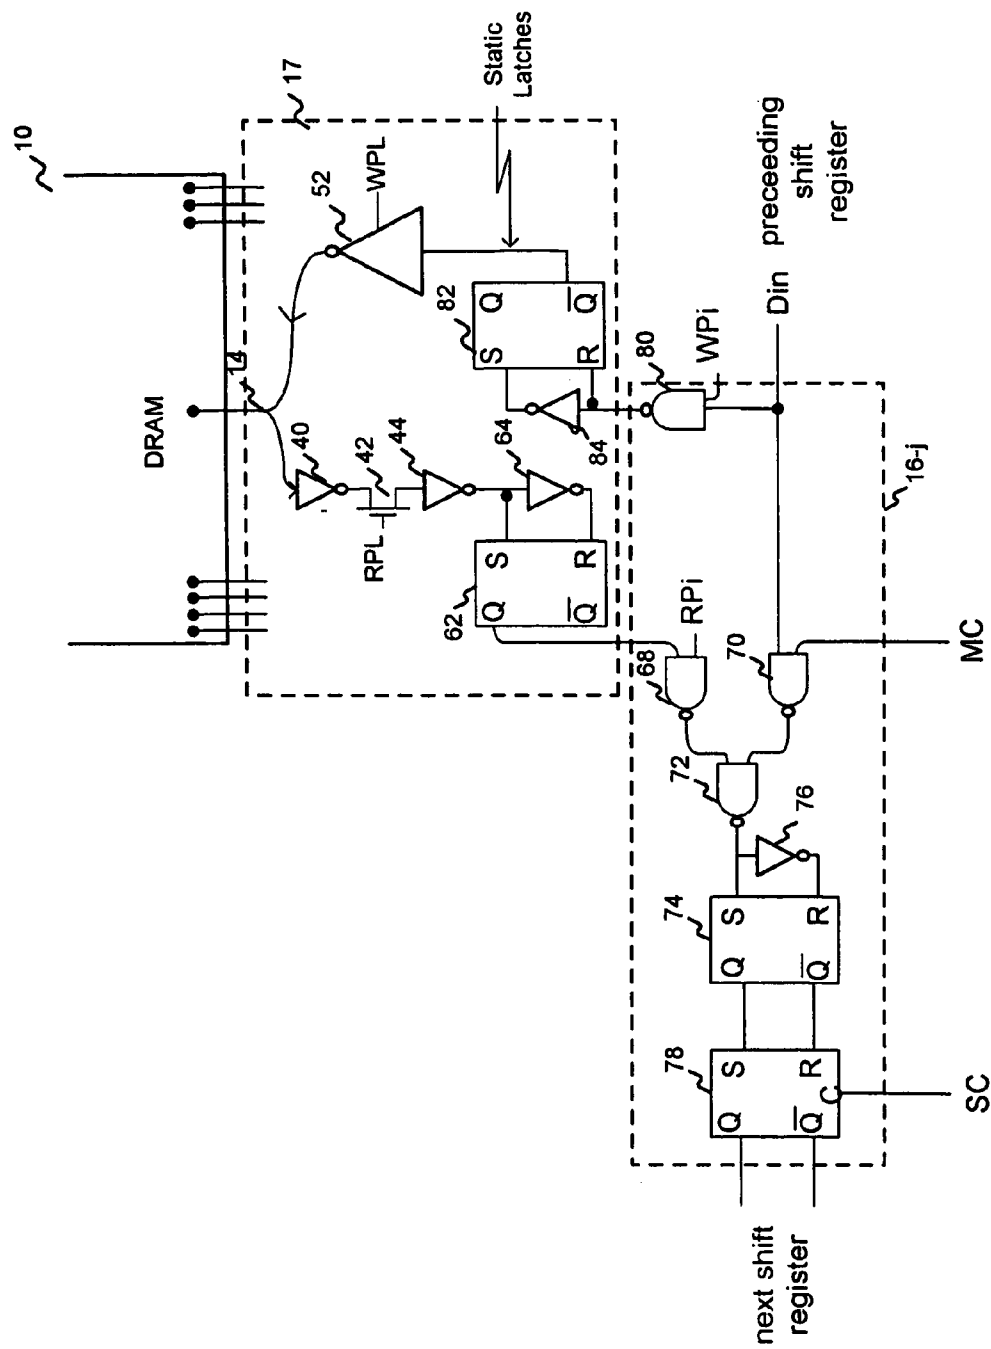 10
DRAM
14
17
Static
Latches
52
WPL
40
42
RPL
44
64
62
S
R
Q
Q
82
S
R
Q
Q
84
80
WPi
Din
preceeding
shift
register
16-j
RPi
68
70
MC
72
76
74
S
R
Q
Q
78
S
R
C
Q
Q
SC
next shift
register